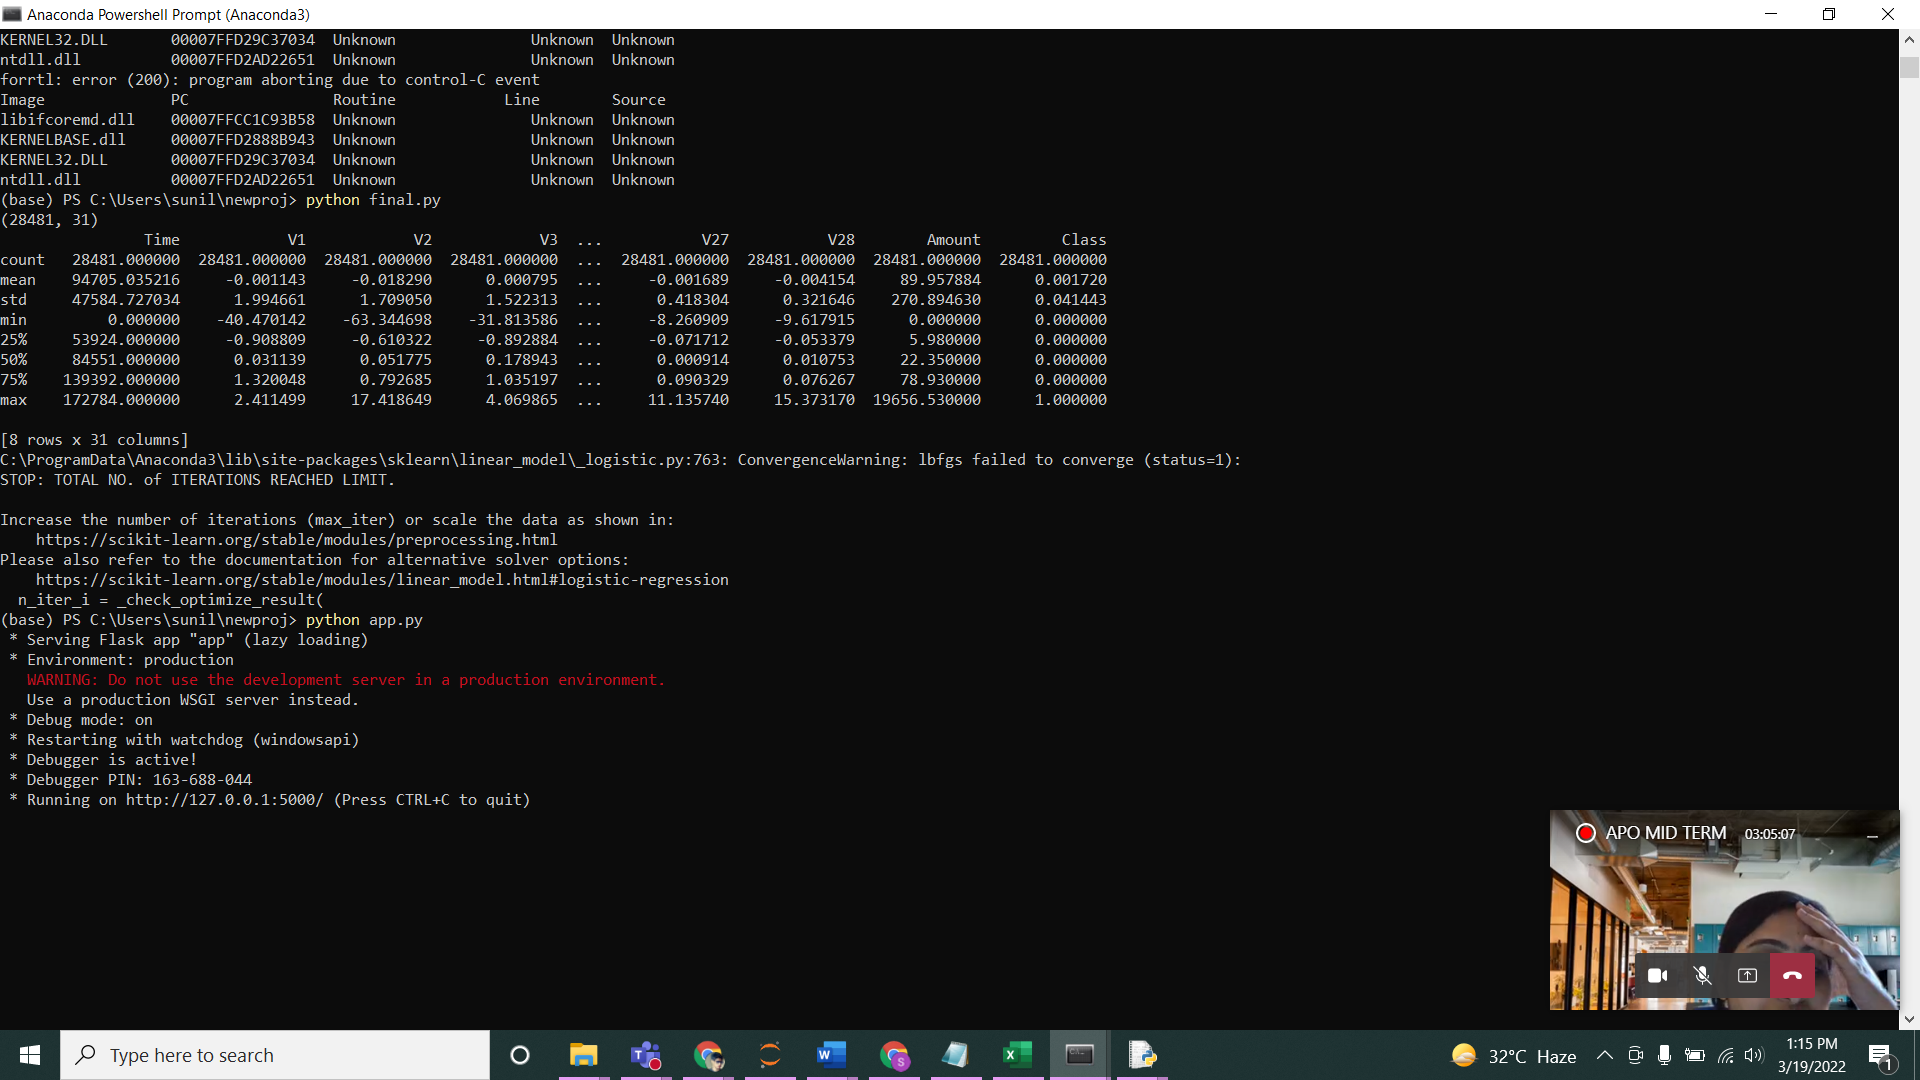 Anaconda Powershell Prompt (Anaconda3)
KERNEL32.DLL       00007FFD29C37034  Unknown               Unknown  Unknown
ntdll.dll          00007FFD2AD22651  Unknown               Unknown  Unknown
forrtl: error (200): program aborting due to control-C event
Image              PC                Routine            Line        Source
libifcoremd.dll    00007FFCC1C93B58  Unknown               Unknown  Unknown
KERNELBASE.dll     00007FFD2888B943  Unknown               Unknown  Unknown
KERNEL32.DLL       00007FFD29C37034  Unknown               Unknown  Unknown
ntdll.dll          00007FFD2AD22651  Unknown               Unknown  Unknown
(base) PS C:\Users\sunil\newproj> python final.py
(28481, 31)
                Time            V1            V2            V3  ...           V27           V28        Amount         Class
count   28481.000000  28481.000000  28481.000000  28481.000000  ...  28481.000000  28481.000000  28481.000000  28481.000000
mean    94705.035216     -0.001143     -0.018290      0.000795  ...     -0.001689     -0.004154     89.957884      0.001720
std     47584.727034      1.994661      1.709050      1.522313  ...      0.418304      0.321646    270.894630      0.041443
min         0.000000    -40.470142    -63.344698    -31.813586  ...     -8.260909     -9.617915      0.000000      0.000000
25%     53924.000000     -0.908809     -0.610322     -0.892884  ...     -0.071712     -0.053379      5.980000      0.000000
50%     84551.000000      0.031139      0.051775      0.178943  ...      0.000914      0.010753     22.350000      0.000000
75%    139392.000000      1.320048      0.792685      1.035197  ...      0.090329      0.076267     78.930000      0.000000
max    172784.000000      2.411499     17.418649      4.069865  ...     11.135740     15.373170  19656.530000      1.000000
[8 rows x 31 columns]
C:\ProgramData\Anaconda3\lib\site-packages\sklearn\linear_model\_logistic.py:763: ConvergenceWarning: lbfgs failed to converge (status=1):
STOP: TOTAL NO. of ITERATIONS REACHED LIMIT.
Increase the number of iterations (max_iter) or scale the data as shown in:
    https://scikit-learn.org/stable/modules/preprocessing.html
Please also refer to the documentation for alternative solver options:
    https://scikit-learn.org/stable/modules/linear_model.html#logistic-regression
  n_iter_i = _check_optimize_result(
(base) PS C:\Users\sunil\newproj> python app.py
 * Serving Flask app "app" (lazy loading)
 * Environment: production
   WARNING: Do not use the development server in a production environment.
   Use a production WSGI server instead.
 * Debug mode: on
 * Restarting with watchdog (windowsapi)
 * Debugger is active!
 * Debugger PIN: 163-688-044
 * Running on http://127.0.0.1:5000/ (Press CTRL+C to quit)
APO MID TERM 03:05:07
Type here to search
32°C Haze
1:15 PM
3/19/2022
1